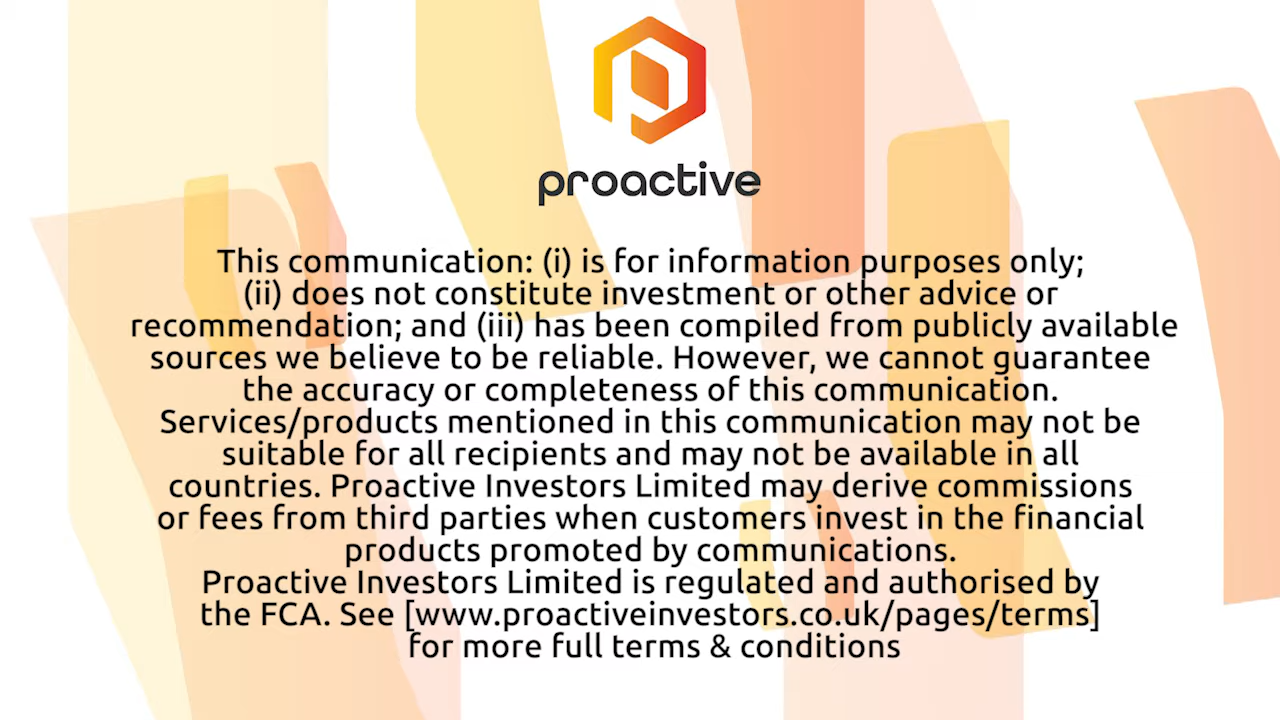 proactive
This communication: (i) is for information purposes only;
(ii) does not constitute investment or other advice or
recommendation; and (iii) has been compiled from publicly available
sources we believe to be reliable. However, we cannot guarantee
the accuracy or completeness of this communication.
Services/products mentioned in this communication may not be
suitable for all recipients and may not be available in all
countries. Proactive Investors Limited may derive commissions
or fees from third parties when customers invest in the financial
products promoted by communications.
Proactive Investors Limited is regulated and authorised by
the FCA. See [www.proactiveinvestors.co.uk/pages/terms]
for more full terms & conditions